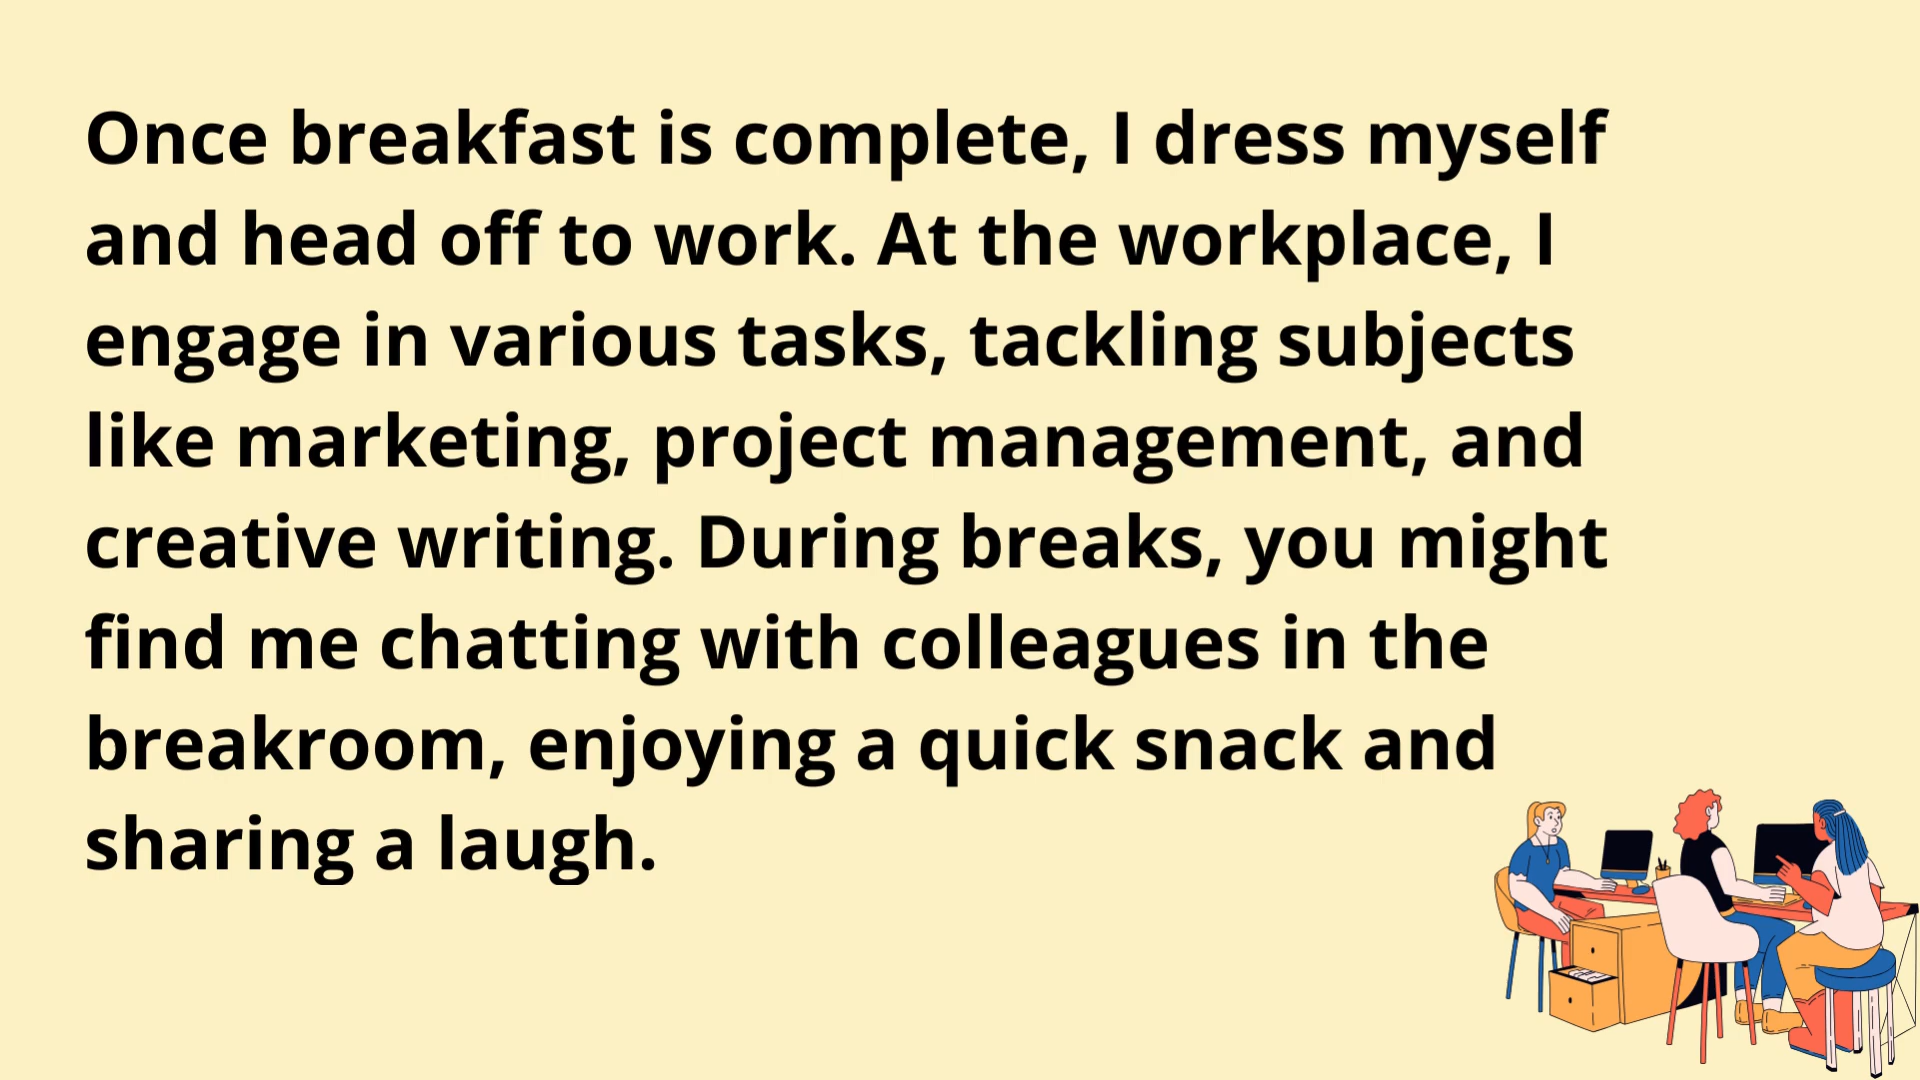 Once breakfast is complete, I dress myself
and head off to work. At the workplace, I
engage in various tasks, tackling subjects
like marketing, project management, and
creative writing. During breaks, you might
find me chatting with colleagues in the
breakroom, enjoying a quick snack and
sharing a laugh.